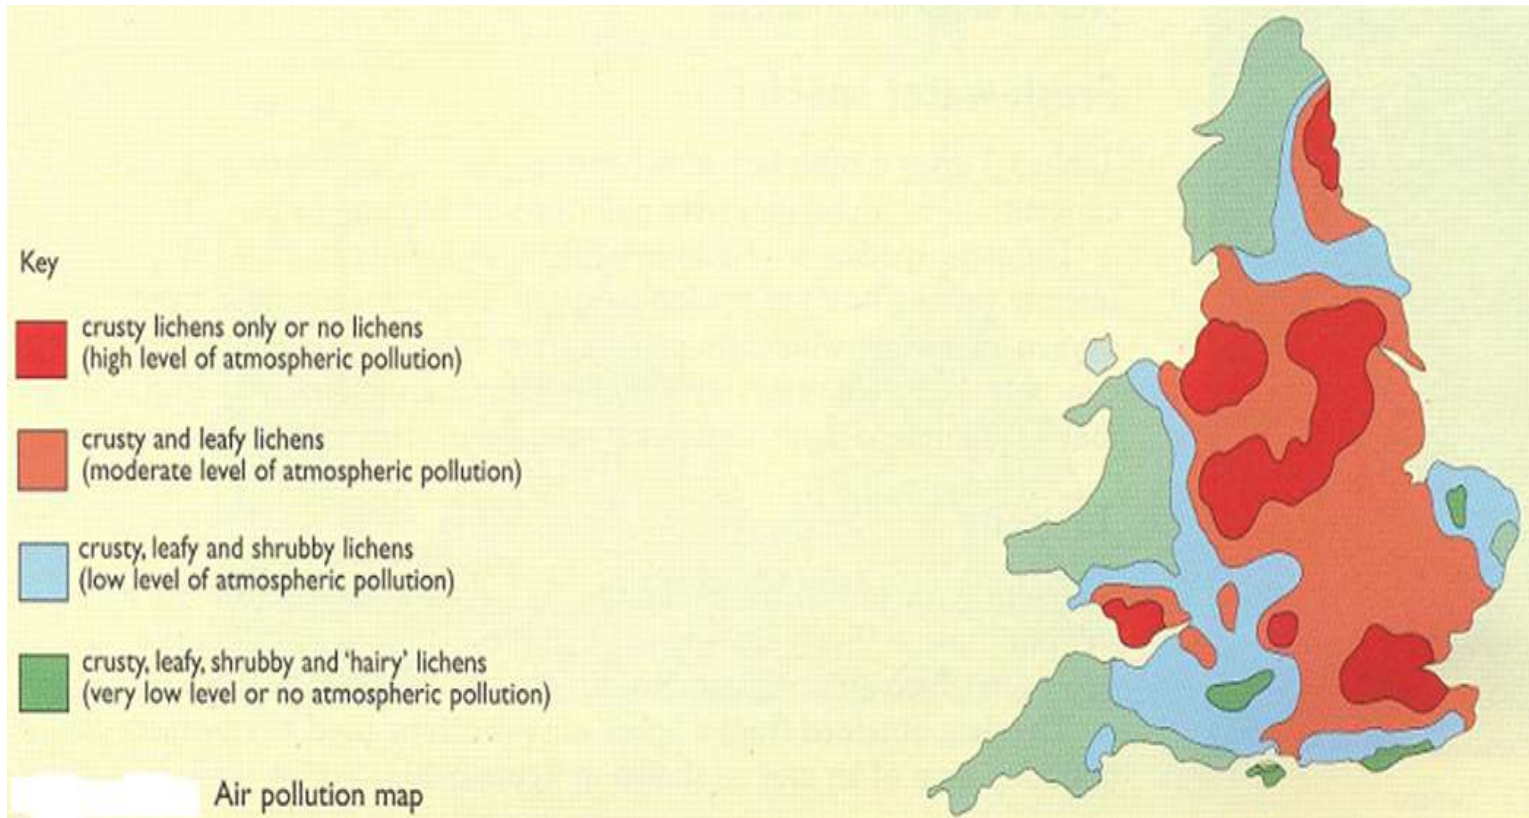 Key
crusty lichens only or no lichens
(high level of atmospheric pollution)
crusty and leafy lichens
(moderate level of atmospheric pollution)
crusty, leafy and shrubby lichens
(low level of atmospheric pollution)
crusty, leafy, shrubby and ‘hairy’ lichens
(very low level or no atmospheric pollution)
Air pollution map